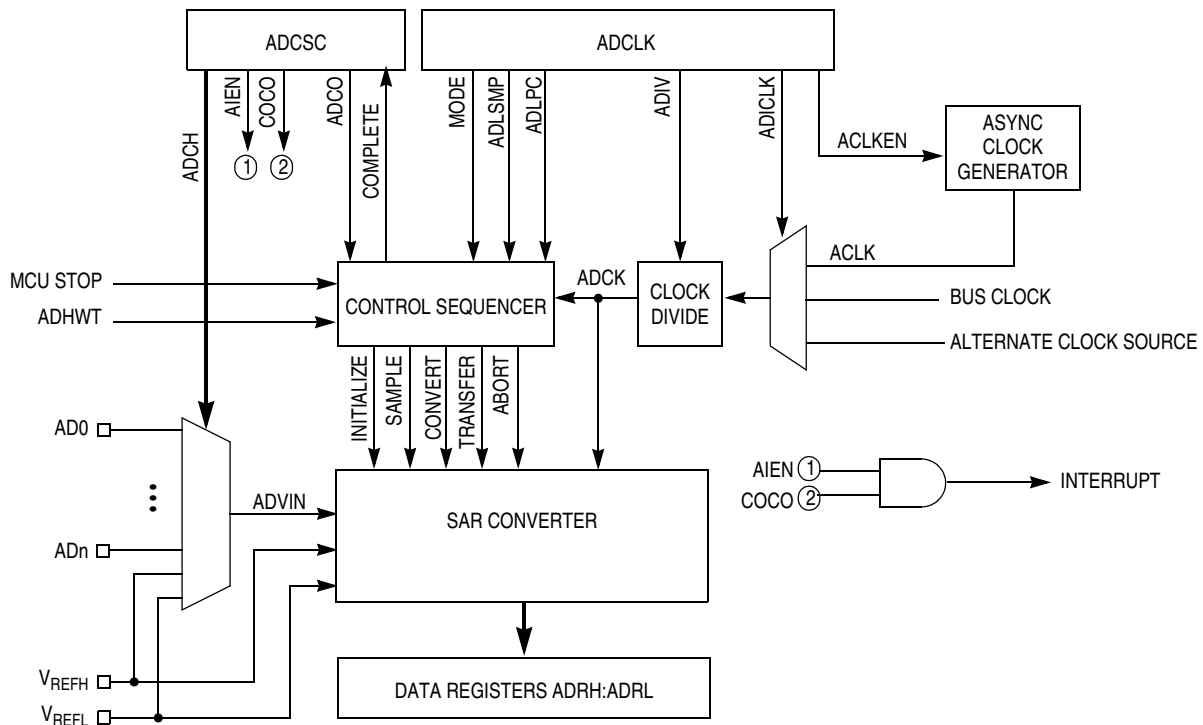 ADCSC
ADCLK
ADCH
AIEN
COCO
ADCO
COMPLETE
MODE
ADLSMP
ADLPC
ADIV
ADICLK
ACLKEN
ASYNC
CLOCK
GENERATOR
1
2
MCU STOP
ADHWT
CONTROL SEQUENCER
ADCK
CLOCK
DIVIDE
ACLK
BUS CLOCK
ALTERNATE CLOCK SOURCE
INITIALIZE
SAMPLE
CONVERT
TRANSFER
ABORT
AD0
•••
ADn
ADVIN
SAR CONVERTER
AIEN 1
COCO 2
INTERRUPT
VREFH
VREFL
DATA REGISTERS ADRH:ADRL